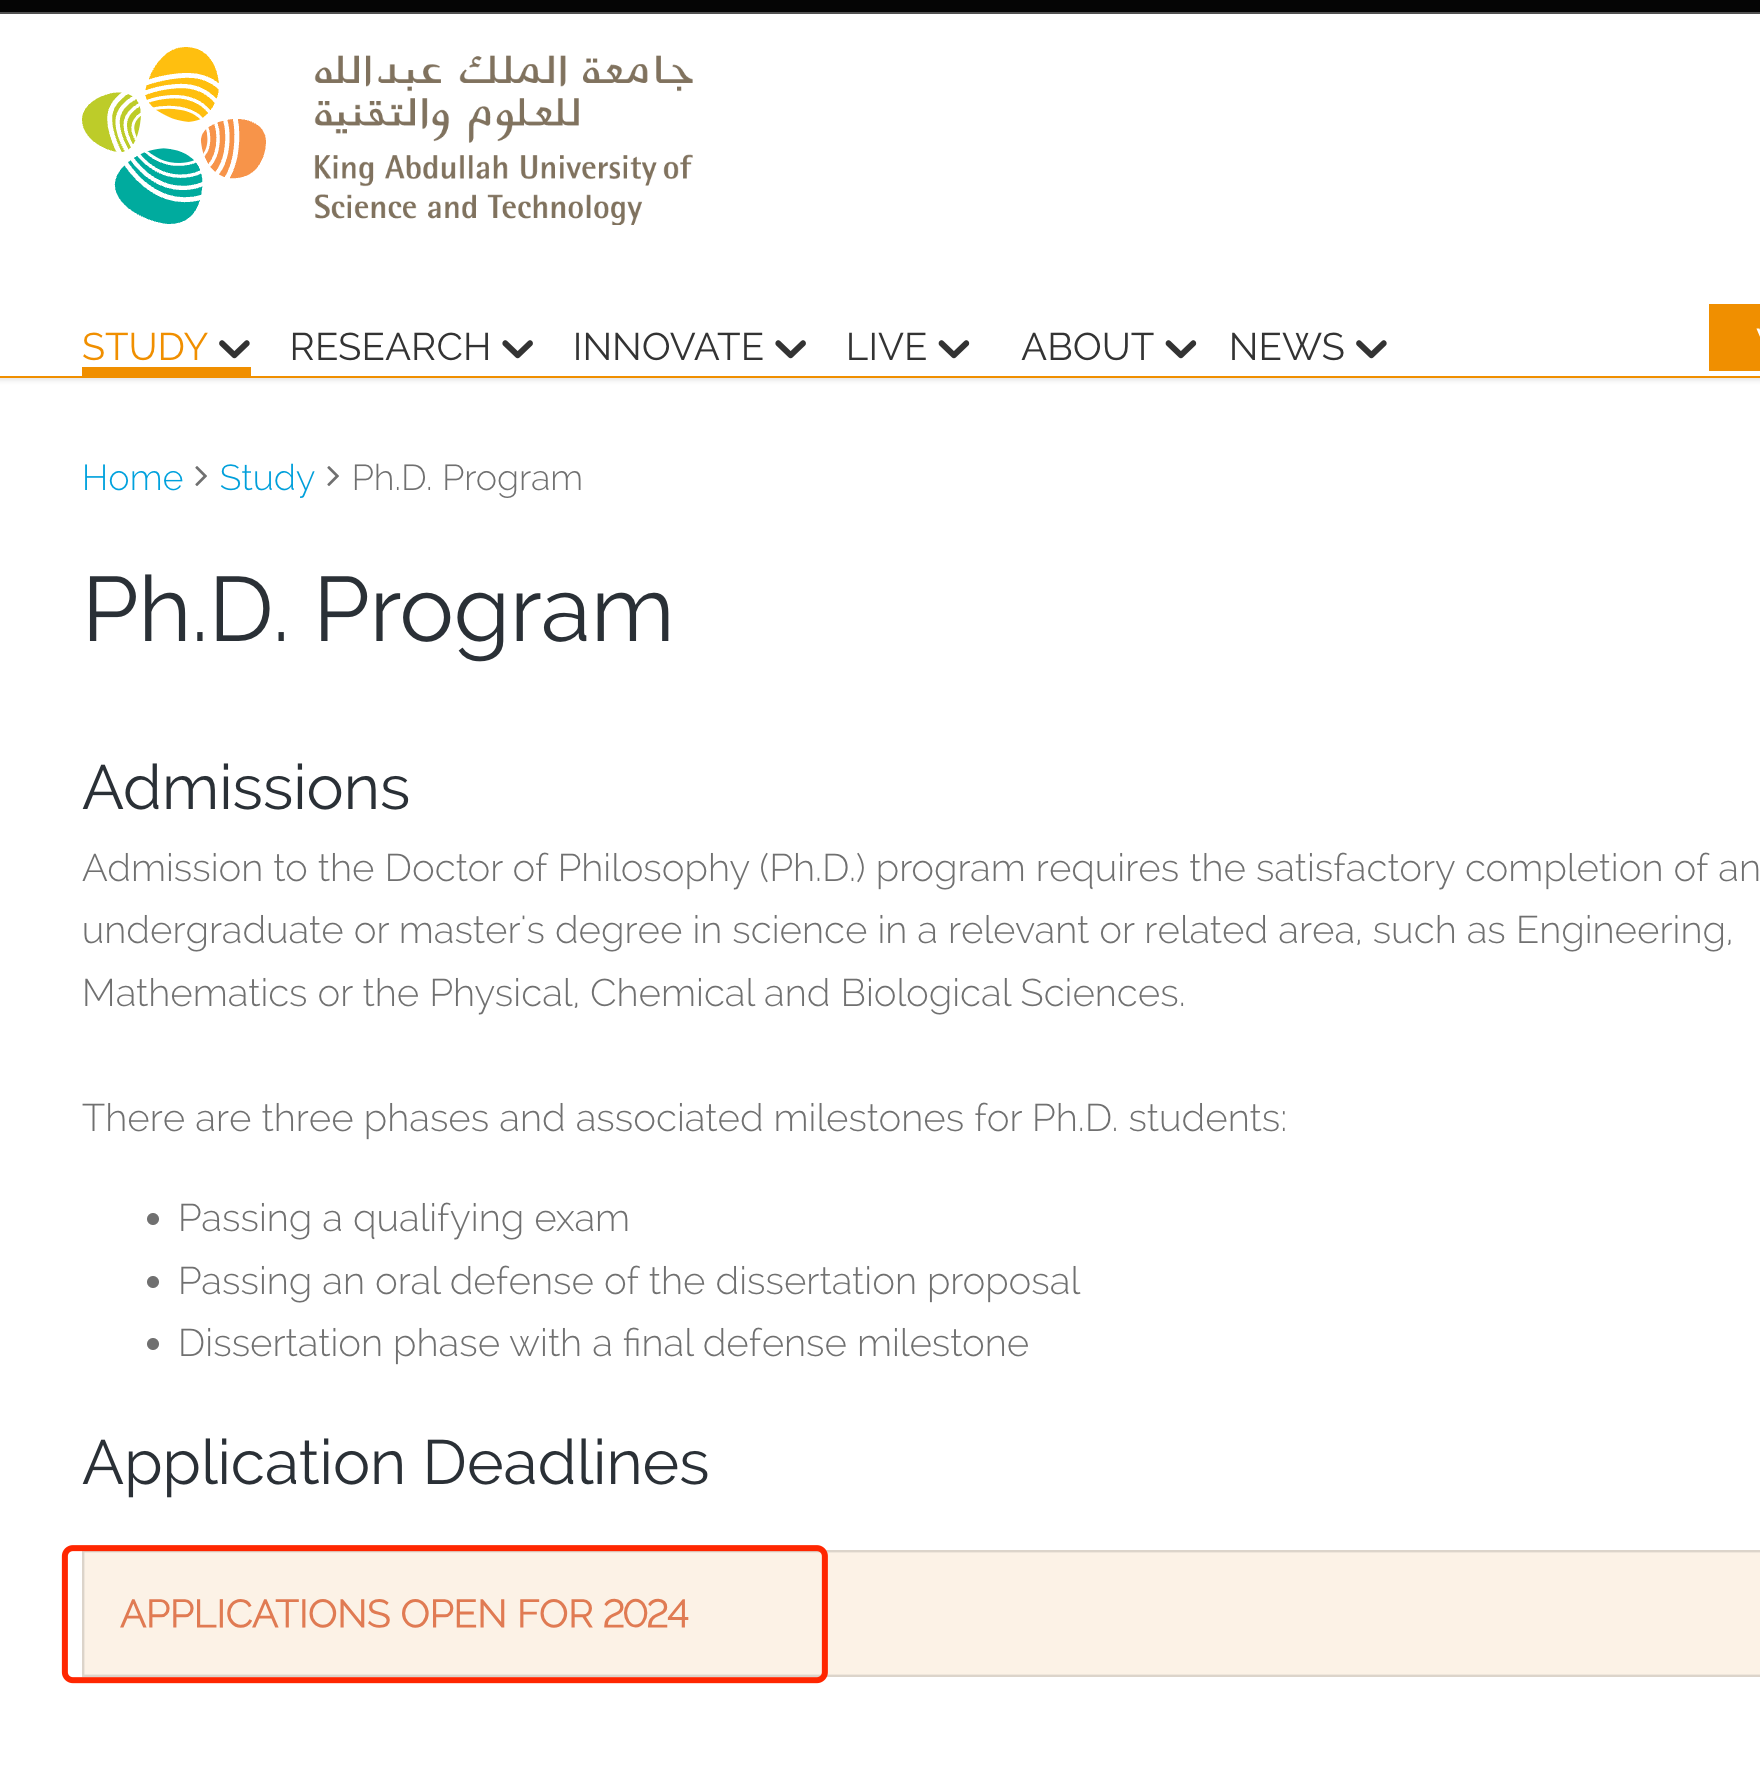 جامعة الملك عبدالله
للعلوم والتقنية
King Abdullah University of
Science and Technology
STUDY RESEARCH INNOVATE LIVE ABOUT NEWS
Home > Study > Ph.D. Program
Ph.D. Program
Admissions
Admission to the Doctor of Philosophy (Ph.D.) program requires the satisfactory completion of an
undergraduate or master's degree in science in a relevant or related area, such as Engineering,
Mathematics or the Physical, Chemical and Biological Sciences.
There are three phases and associated milestones for Ph.D. students:
• Passing a qualifying exam
• Passing an oral defense of the dissertation proposal
• Dissertation phase with a final defense milestone
Application Deadlines
APPLICATIONS OPEN FOR 2024